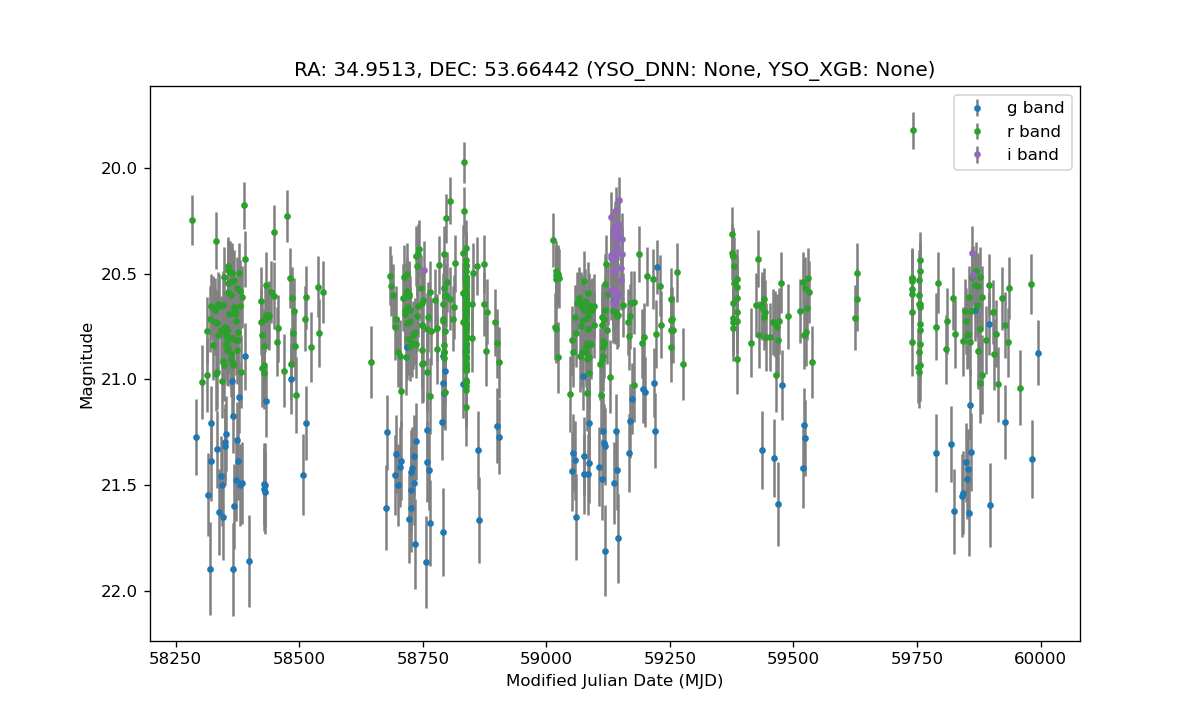 RA: 34.9513, DEC: 53.66442 (YSO_DNN: None, YSO_XGB: None)
g band
r band
i band
20.0
20.5
21.0
21.5
22.0
Magnitude
58250 58500 58750 59000 59250 59500 59750 60000
Modified Julian Date (MJD)